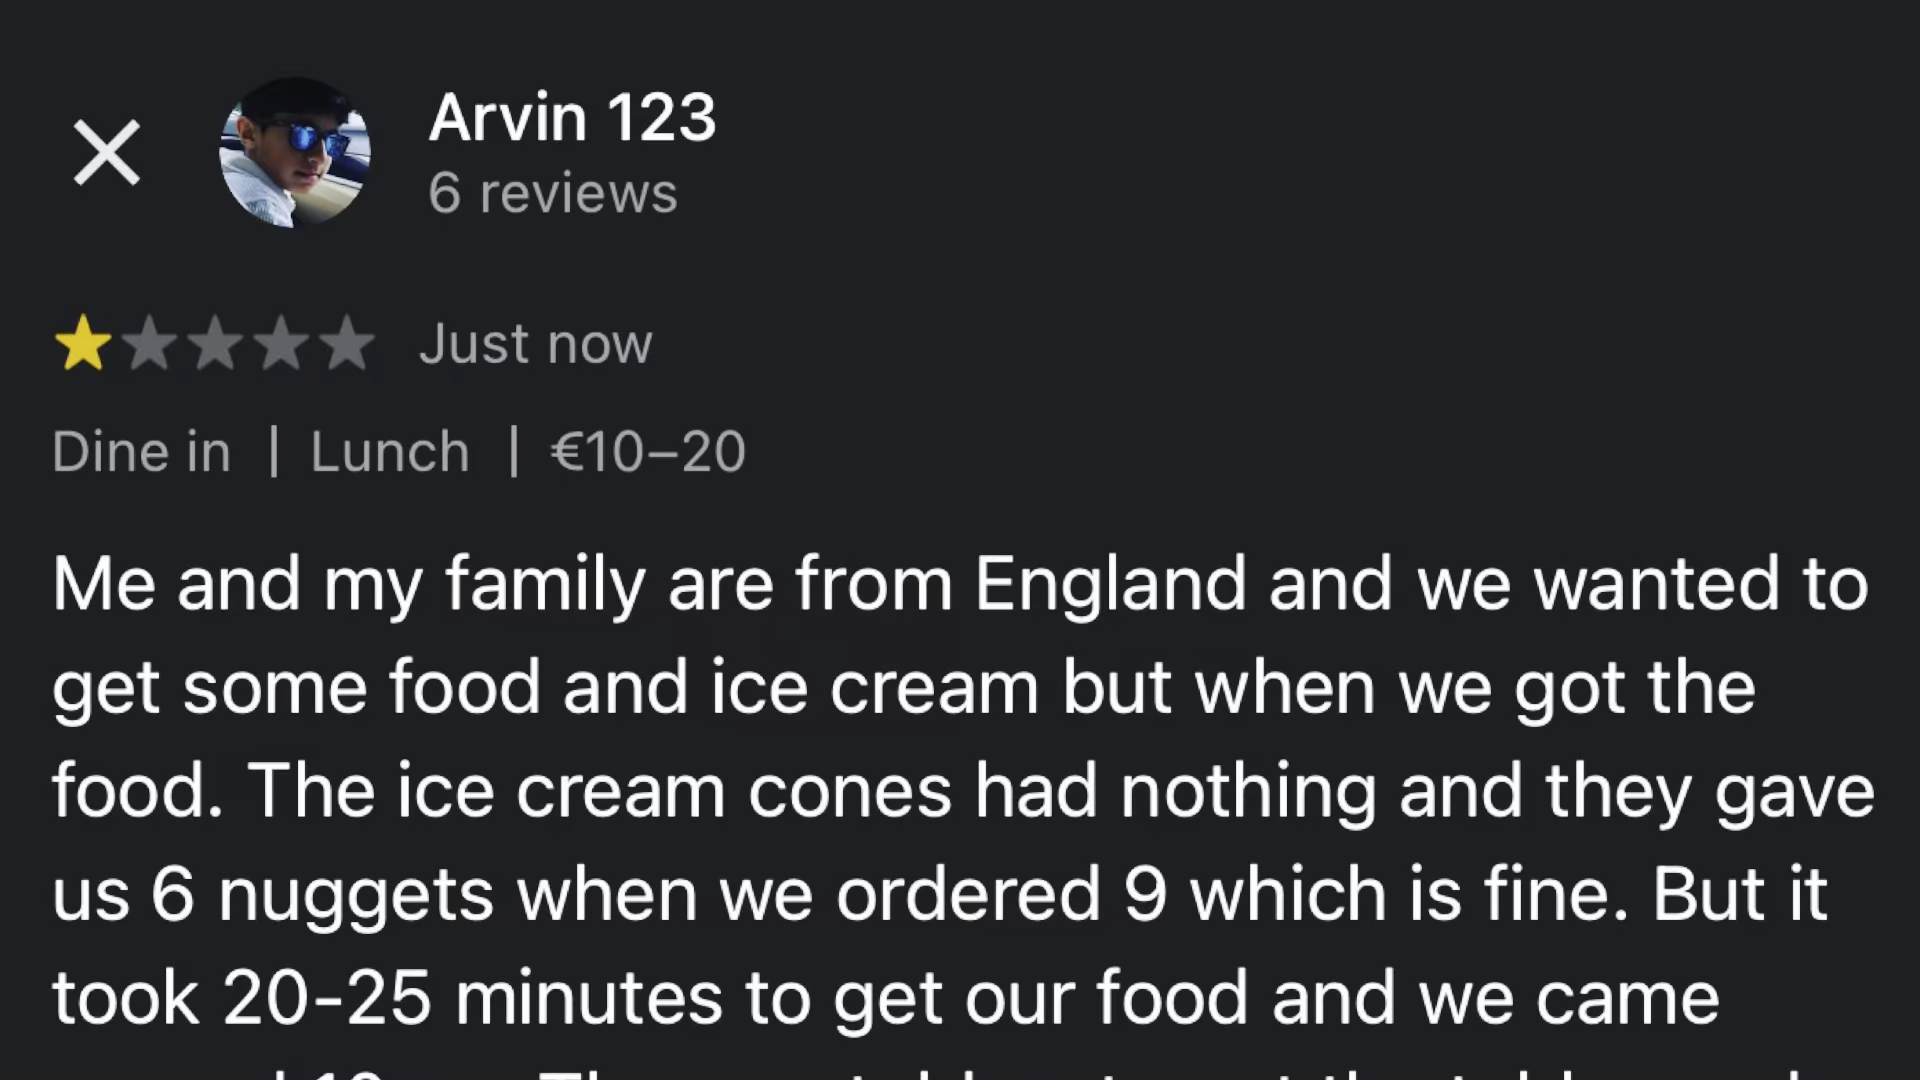 Arvin 123
6 reviews
Just now
Dine in | Lunch | €10–20
Me and my family are from England and we wanted to
get some food and ice cream but when we got the
food. The ice cream cones had nothing and they gave
us 6 nuggets when we ordered 9 which is fine. But it
took 20-25 minutes to get our food and we came